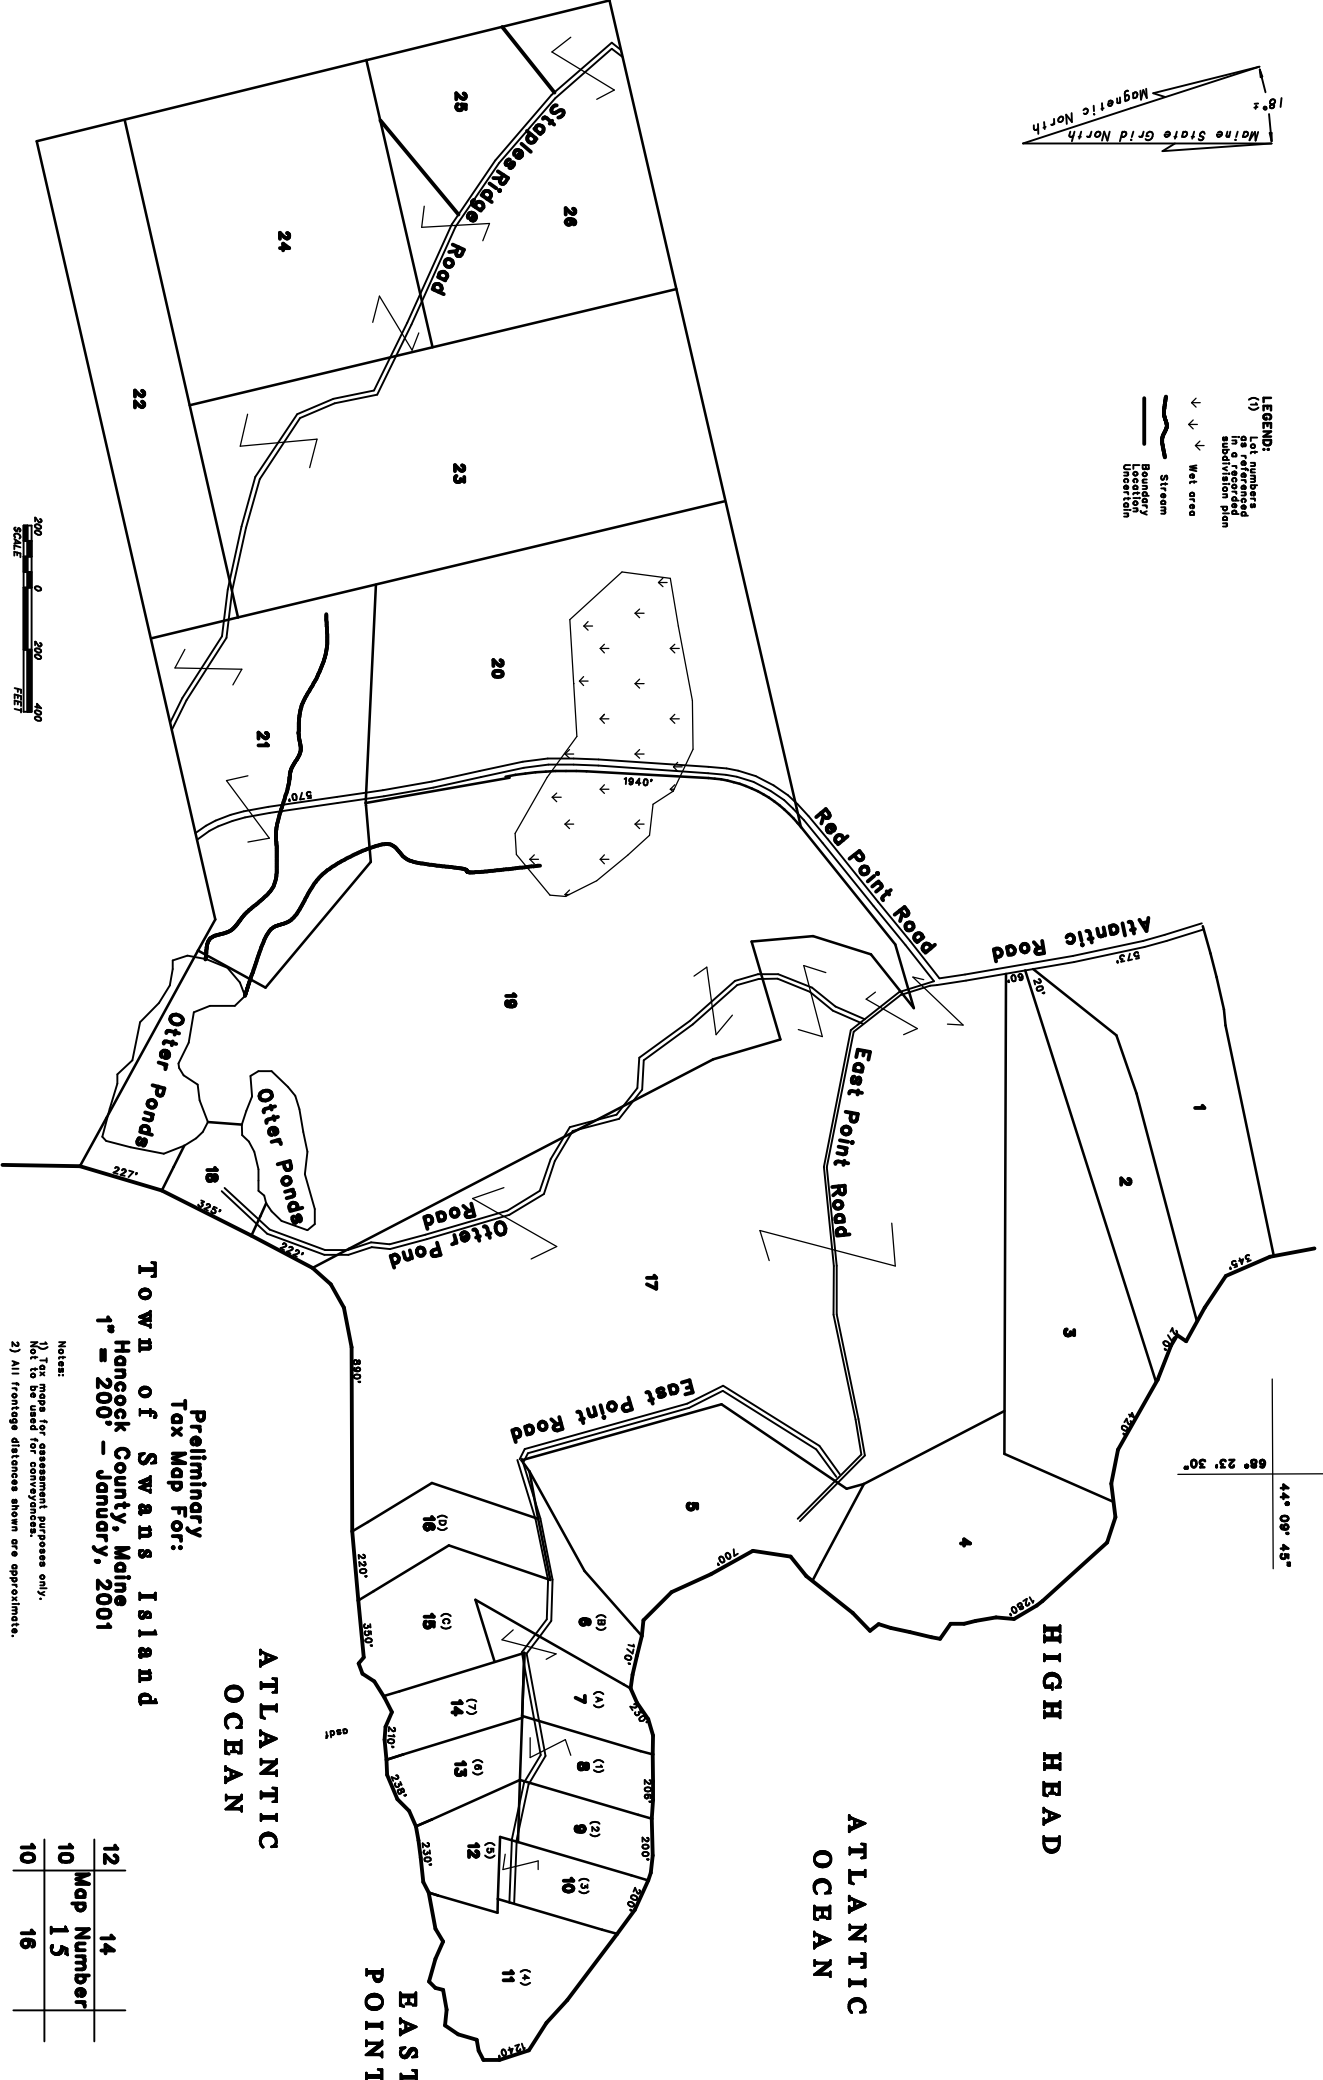 Magnetic North
Maine State Grid North
18°±
LEGEND:
(1) Lot numbers
as referenced
in a recorded
subdivision plan
Wet area
Stream
Boundary
Location
Uncertain
200 0 200 400
SCALE FEET
Staples Ridge Road
25
26
24
22
23
20
21
570'
1940'
Red Point Road
Atlantic Road
573'
20'
60'
19
Otter Ponds
Otter Ponds
18
227'
325'
222'
Otter Pond
Road
East Point Road
17
1
2
3
345'
270'
420'
68° 23' 30"
44° 09' 45"
East Point Road
5
4
700'
1280'
HIGH HEAD
890'
220'
350'
16 (D)
15 (C)
6 (B)
170'
7 (A)
230'
14 (7)
210'
8 (1)
206'
13 (6)
238'
9 (2)
200'
12 (5)
230'
10 (3)
200'
11 (4)
1240'
ATLANTIC
OCEAN
ATLANTIC
OCEAN
EAST
POINT
asdf
Preliminary
Tax Map For:
Town of Swans Island
Hancock County, Maine
1" = 200' - January, 2001
Notes:
1) Tax maps for assessment purposes only.
Not to be used for conveyances.
2) All frontage distances shown are approximate.
12 14
10 Map Number
15
10 16